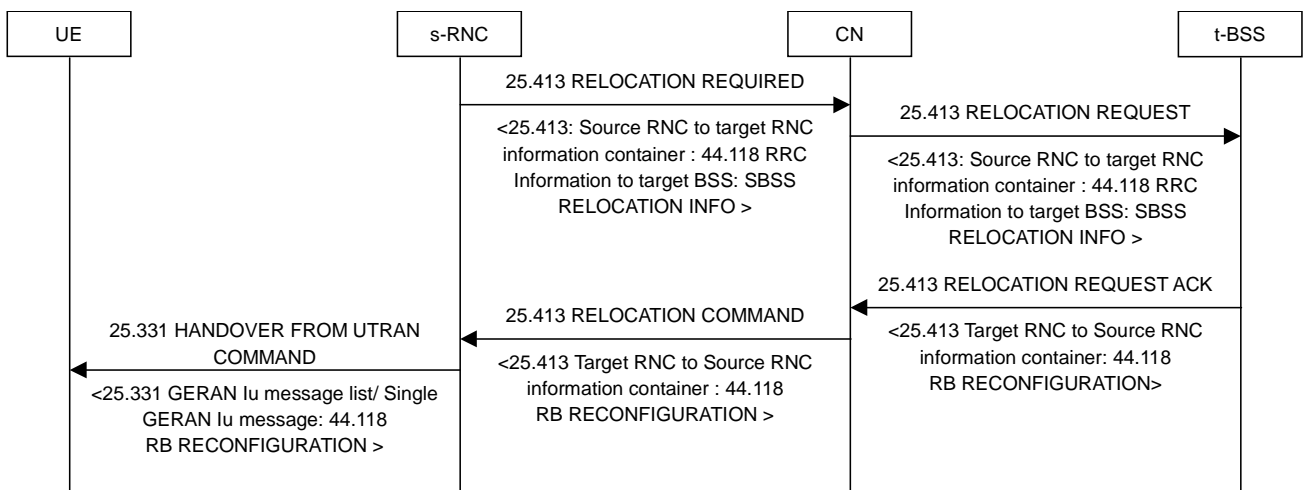 UE
s-RNC
CN
t-BSS
25.413 RELOCATION REQUIRED
<25.413: Source RNC to target RNC
information container : 44.118 RRC
Information to target BSS: SBSS
RELOCATION INFO >
25.413 RELOCATION REQUEST
<25.413: Source RNC to target RNC
information container : 44.118 RRC
Information to target BSS: SBSS
RELOCATION INFO >
25.413 RELOCATION REQUEST ACK
<25.413 Target RNC to Source RNC
information container: 44.118
RB RECONFIGURATION>
25.413 RELOCATION COMMAND
<25.413 Target RNC to Source RNC
information container : 44.118
RB RECONFIGURATION >
25.331 HANDOVER FROM UTRAN
COMMAND
<25.331 GERAN Iu message list/ Single
GERAN Iu message: 44.118
RB RECONFIGURATION >